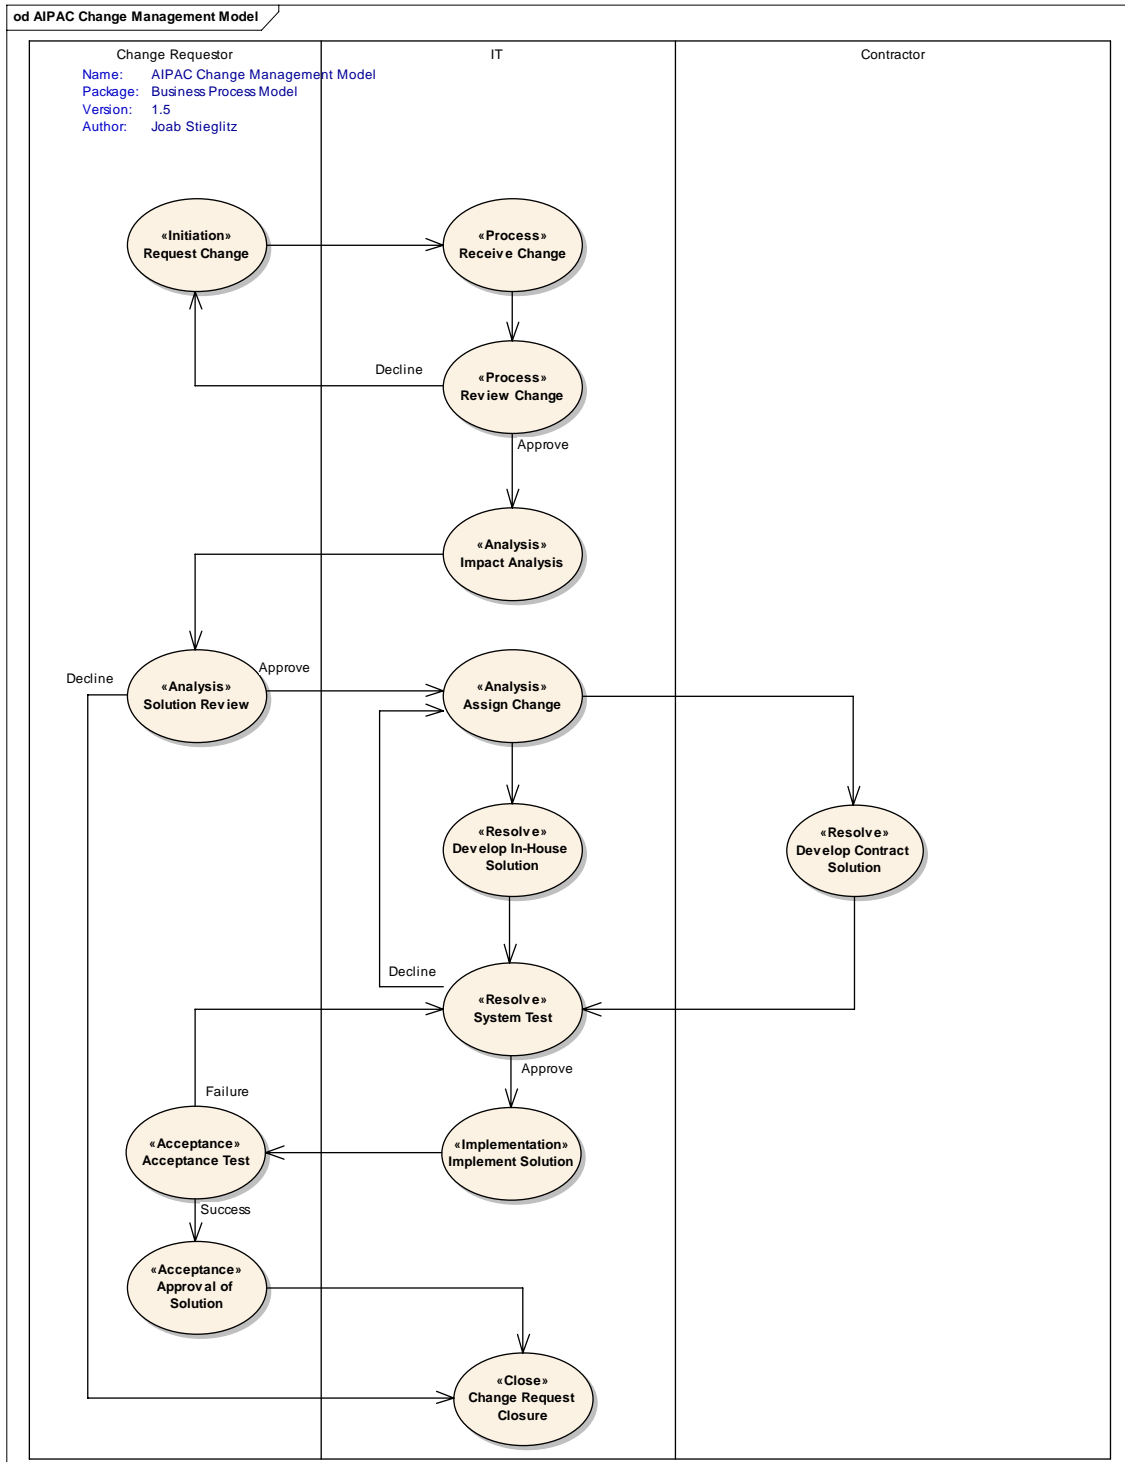 od AIPAC Change Management Model
Change Requestor
IT
Contractor
Name: AIPAC Change Management Model
Package: Business Process Model
Version: 1.5
Author: Joab Stieglitz
«Initiation»
Request Change
«Process»
Receive Change
Decline
«Process»
Review Change
Approve
«Analysis»
Impact Analysis
Decline
«Analysis»
Solution Review
Approve
«Analysis»
Assign Change
«Resolve»
Develop In-House
Solution
«Resolve»
Develop Contract
Solution
Decline
«Resolve»
System Test
Approve
Failure
«Acceptance»
Acceptance Test
«Implementation»
Implement Solution
Success
«Acceptance»
Approval of
Solution
«Close»
Change Request
Closure